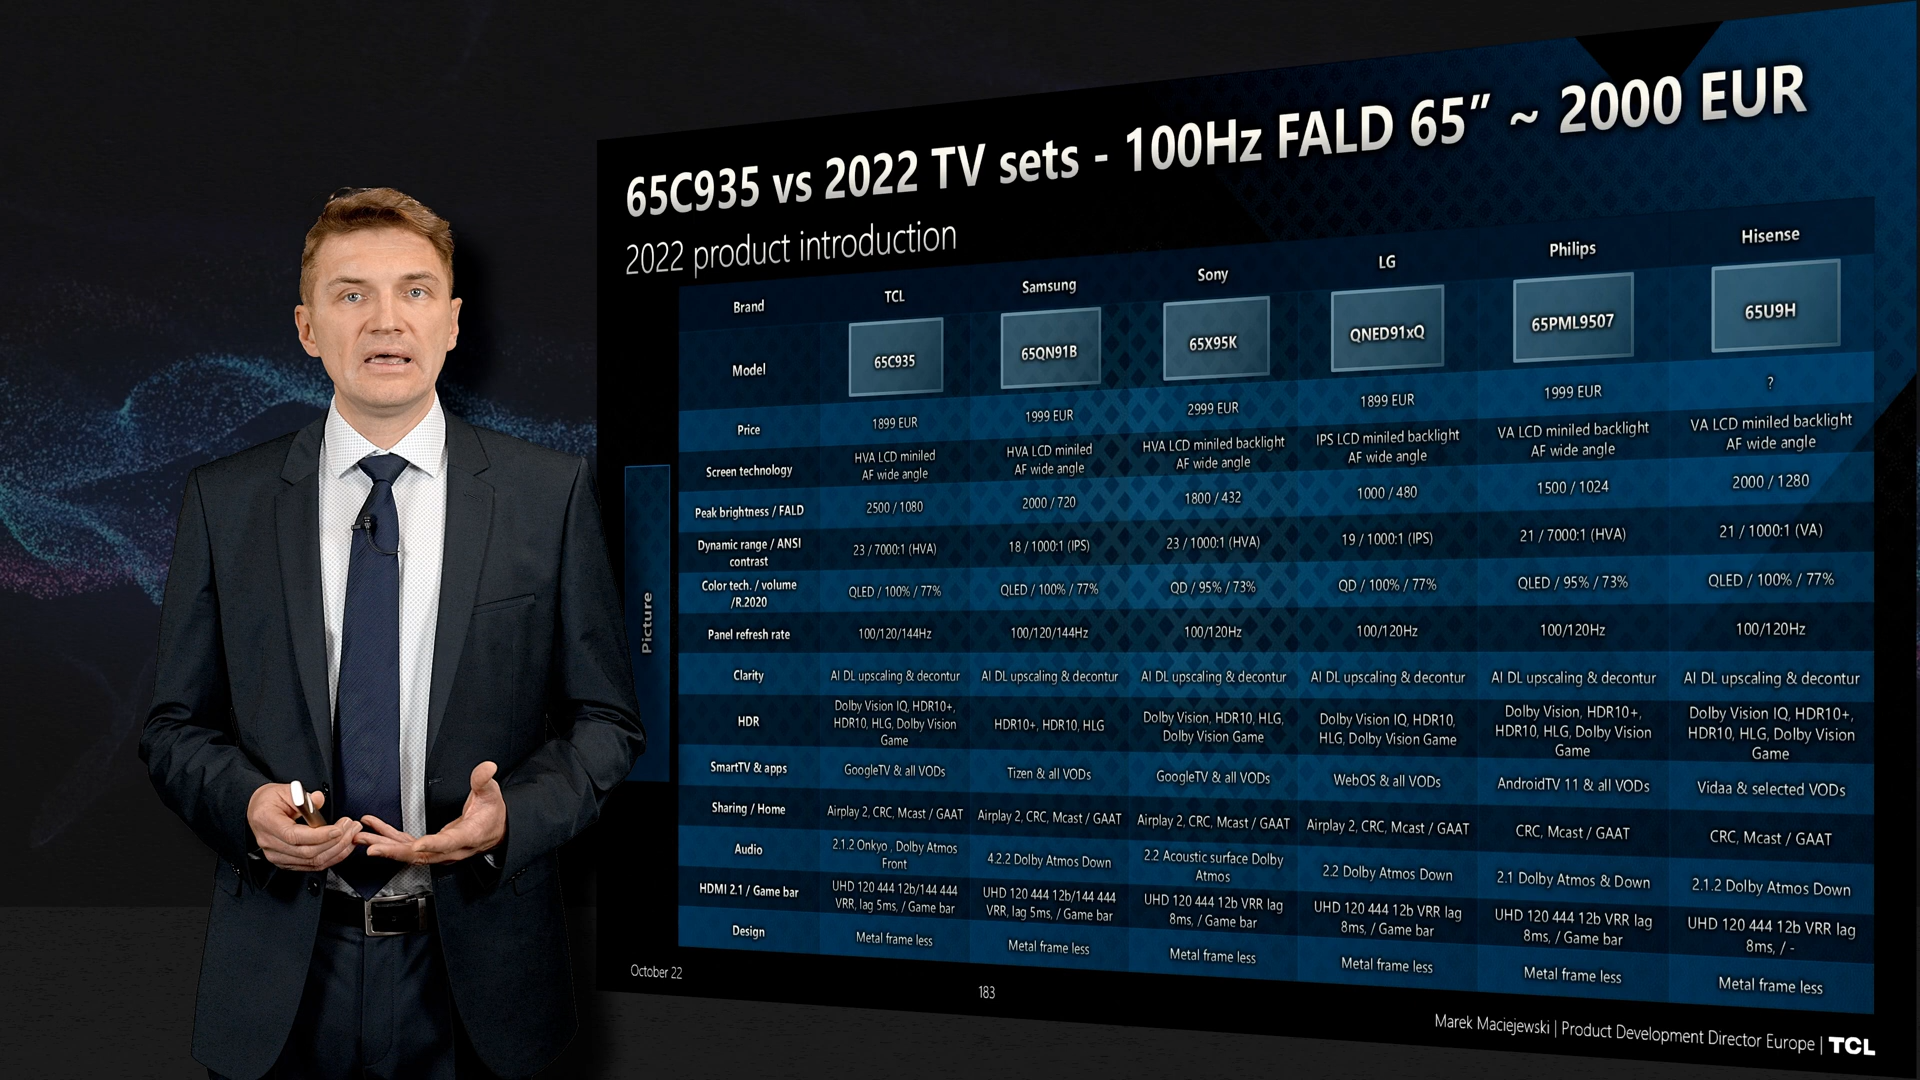 65C935 vs 2022 TV sets - 100Hz FALD 65” ~ 2000 EUR
2022 product introduction
Brand TCL Samsung Sony LG Philips Hisense
Model 65C935 65QN91B 65X95K QNED91xQ 65PML9507 65U9H
Price 1899 EUR 1999 EUR 2999 EUR 1899 EUR 1999 EUR ?
Screen technology HVA LCD miniled HVA LCD miniled HVA LCD miniled backlight IPS LCD miniled backlight VA LCD miniled backlight VA LCD miniled backlight
AF wide angle AF wide angle AF wide angle AF wide angle AF wide angle AF wide angle
Picture
Peak brightness / FALD 2500 / 1080 2000 / 720 1800 / 432 1000 / 480 1500 / 1024 2000 / 1280
Dynamic range / ANSI
contrast 23 / 7000:1 (HVA) 18 / 1000:1 (IPS) 23 / 1000:1 (HVA) 19 / 1000:1 (IPS) 21 / 7000:1 (HVA) 21 / 1000:1 (VA)
Color tech. / volume
/R.2020 QLED / 100% / 77% QLED / 100% / 77% QD / 95% / 73% QD / 100% / 77% QLED / 95% / 73% QLED / 100% / 77%
Panel refresh rate 100/120/144Hz 100/120/144Hz 100/120Hz 100/120Hz 100/120Hz 100/120Hz
Clarity AI DL upscaling & decontur AI DL upscaling & decontur AI DL upscaling & decontur AI DL upscaling & decontur AI DL upscaling & decontur AI DL upscaling & decontur
HDR Dolby Vision IQ, HDR10+, HDR10+, HDR10, HLG Dolby Vision, HDR10, HLG, Dolby Vision IQ, HDR10, Dolby Vision, HDR10+, Dolby Vision IQ, HDR10+,
HDR10, HLG, Dolby Vision Dolby Vision Game HLG, Dolby Vision Game HDR10, HLG, Dolby Vision HDR10, HLG, Dolby Vision
Game Game Game
SmartTV & apps GoogleTV & all VODs Tizen & all VODs GoogleTV & all VODs WebOS & all VODs AndroidTV 11 & all VODs Vidaa & selected VODs
Sharing / Home Airplay 2, CRC, Mcast / GAAT Airplay 2, CRC, Mcast / GAAT Airplay 2, CRC, Mcast / GAAT Airplay 2, CRC, Mcast / GAAT CRC, Mcast / GAAT CRC, Mcast / GAAT
Audio 2.1.2 Onkyo , Dolby Atmos 4.2.2 Dolby Atmos Down 2.2 Acoustic surface Dolby 2.2 Dolby Atmos Down 2.1 Dolby Atmos & Down 2.1.2 Dolby Atmos Down
Front Atmos
HDMI 2.1 / Game bar UHD 120 444 12b/144 444 UHD 120 444 12b/144 444 UHD 120 444 12b VRR lag UHD 120 444 12b VRR lag UHD 120 444 12b VRR lag UHD 120 444 12b VRR lag
VRR, lag 5ms, / Game bar VRR, lag 5ms, / Game bar 8ms, / Game bar 8ms, / Game bar 8ms, / Game bar 8ms, / -
Design Metal frame less Metal frame less Metal frame less Metal frame less Metal frame less Metal frame less
October 22
183
Marek Maciejewski | Product Development Director Europe | TCL